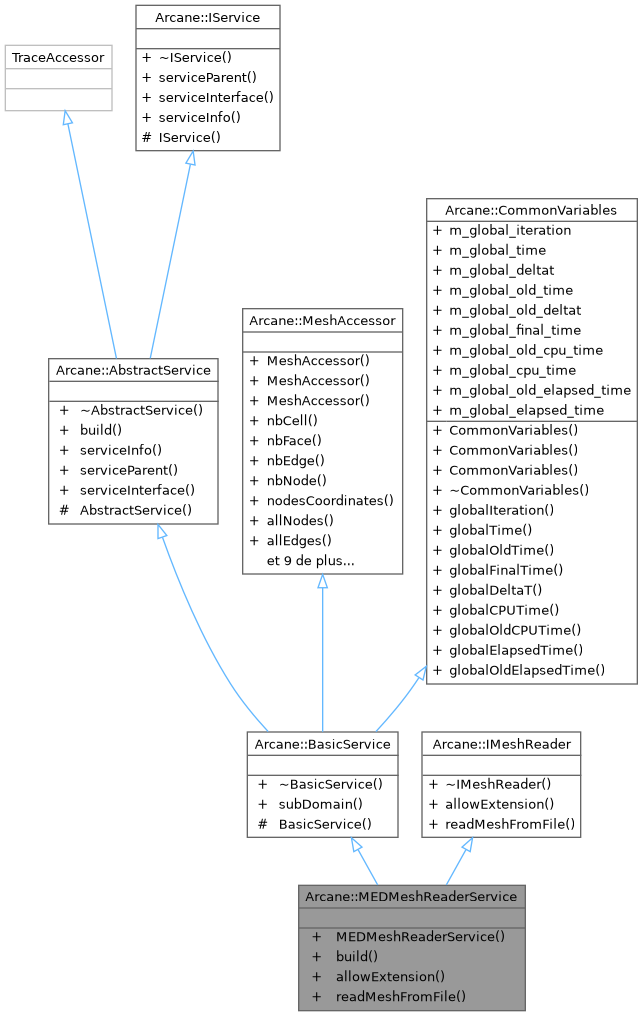 Arcane::IService
+ ~IService()
+ serviceParent()
+ serviceInterface()
+ serviceInfo()
# IService()
TraceAccessor
Arcane::CommonVariables
+ m_global_iteration
+ m_global_time
+ m_global_deltat
+ m_global_old_time
+ m_global_old_deltat
+ m_global_final_time
+ m_global_old_cpu_time
+ m_global_cpu_time
+ m_global_old_elapsed_time
+ m_global_elapsed_time
+ CommonVariables()
+ CommonVariables()
+ CommonVariables()
+ ~CommonVariables()
+ globalIteration()
+ globalTime()
+ globalOldTime()
+ globalFinalTime()
+ globalDeltaT()
+ globalCPUTime()
+ globalOldCPUTime()
+ globalElapsedTime()
+ globalOldElapsedTime()
Arcane::MeshAccessor
+ MeshAccessor()
+ MeshAccessor()
+ MeshAccessor()
+ nbCell()
+ nbFace()
+ nbEdge()
+ nbNode()
+ nodesCoordinates()
+ allNodes()
+ allEdges()
et 9 de plus...
Arcane::AbstractService
+ ~AbstractService()
+ build()
+ serviceInfo()
+ serviceParent()
+ serviceInterface()
# AbstractService()
Arcane::BasicService
+ ~BasicService()
+ subDomain()
# BasicService()
Arcane::IMeshReader
+ ~IMeshReader()
+ allowExtension()
+ readMeshFromFile()
Arcane::MEDMeshReaderService
+ MEDMeshReaderService()
+ build()
+ allowExtension()
+ readMeshFromFile()